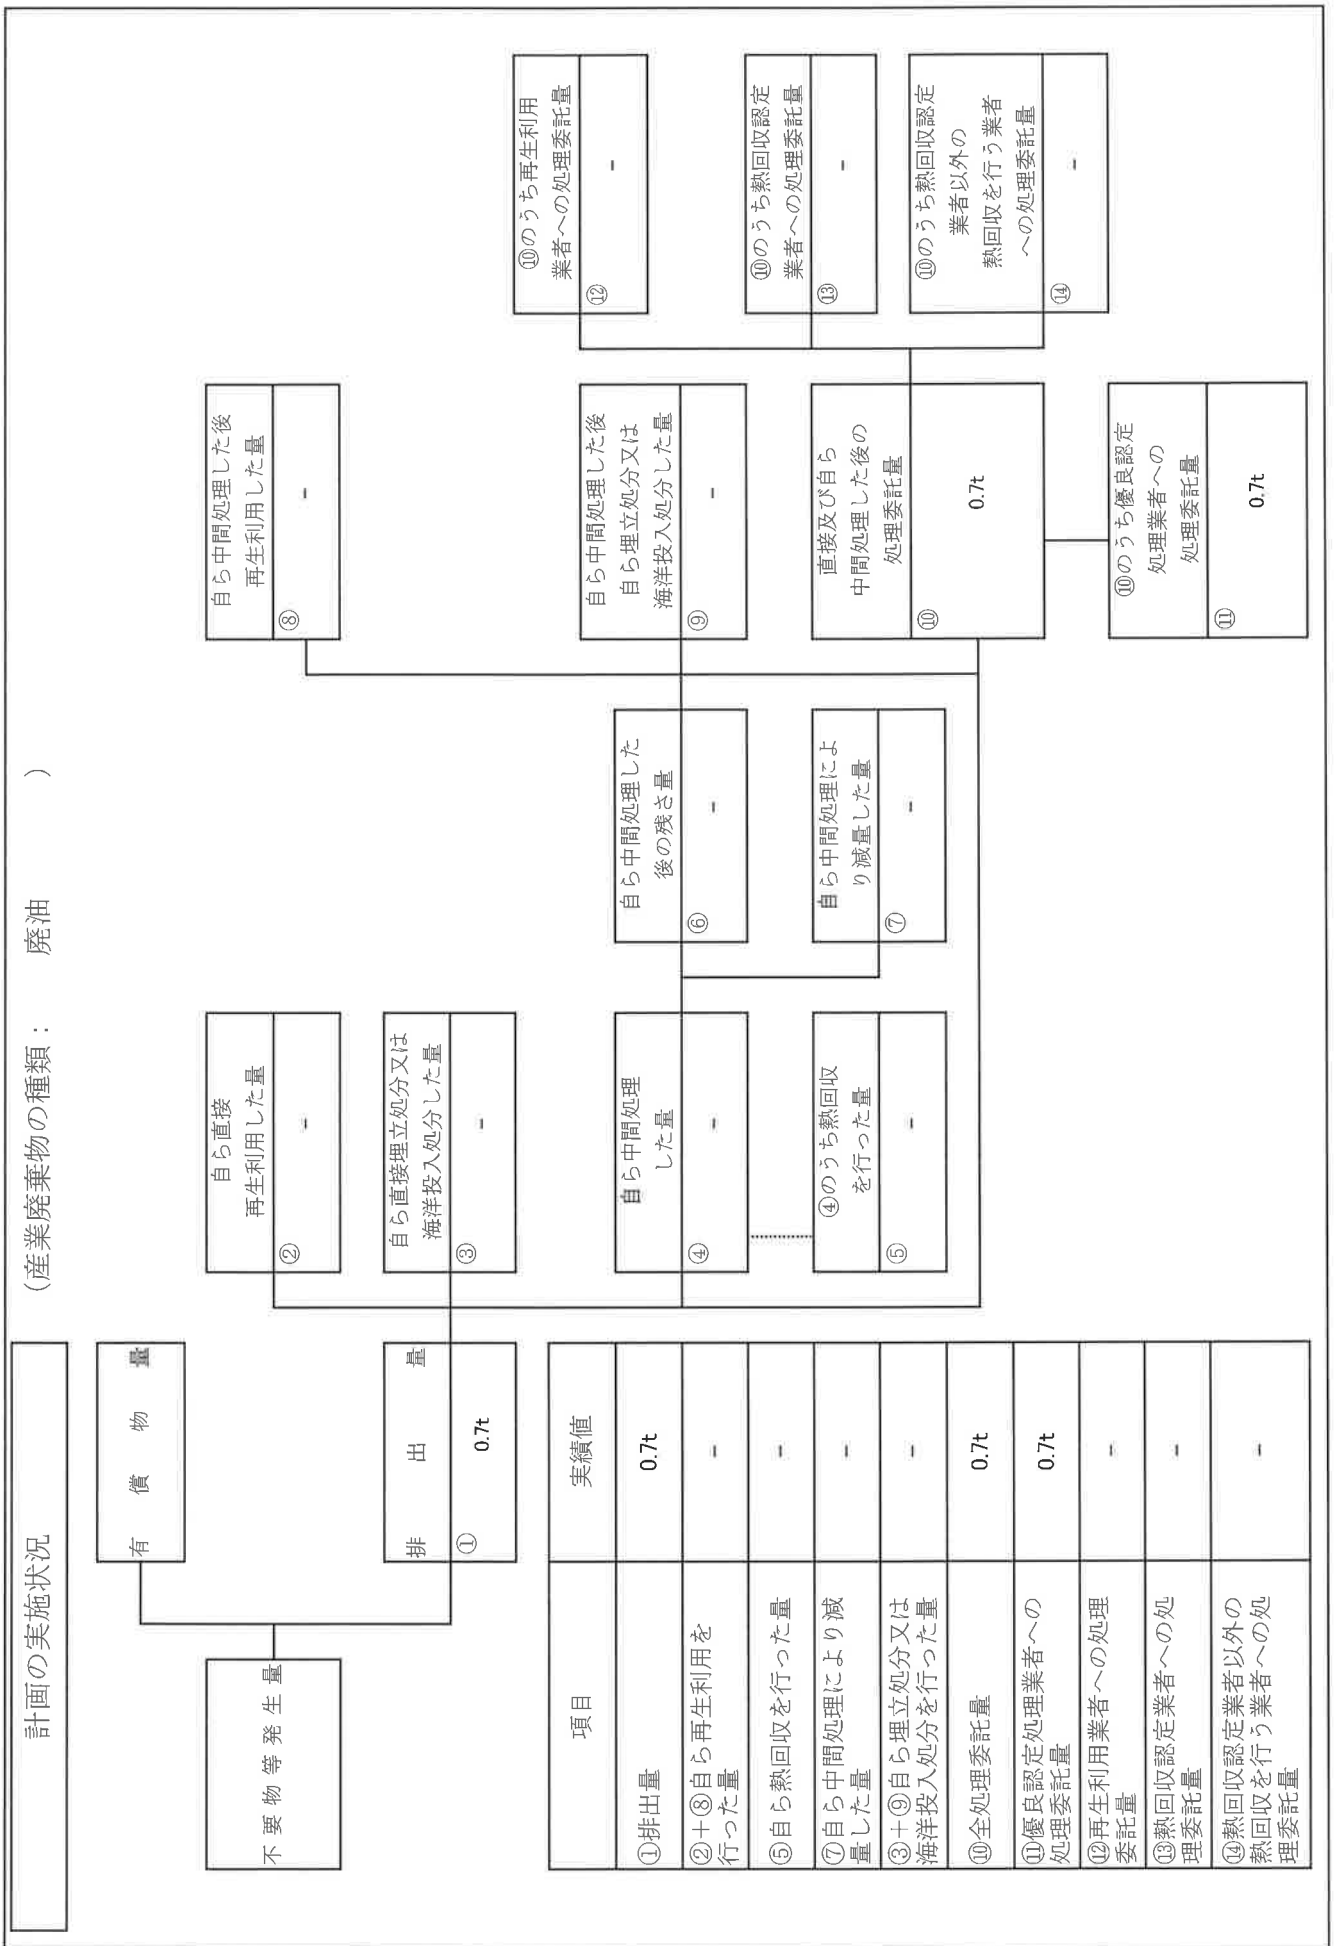 計画の実施状況
(産業廃棄物の種類： 廃油 )
不要物等発生量
有償物量
排出量
①
0.7t
自ら直接
再生利用した量
②
-
自ら直接埋立処分又は
海洋投入処分した量
③
-
自ら中間処理
した量
④
-
④のうち熱回収
を行った量
⑤
-
自ら中間処理した
後の残さ量
⑥
-
自ら中間処理によ
り減量した量
⑦
-
自ら中間処理した後
再生利用した量
⑧
-
自ら中間処理した後
自ら埋立処分又は
海洋投入処分した量
⑨
-
直接及び自ら
中間処理した後の
処理委託量
⑩
0.7t
⑩のうち優良認定
処理業者への
処理委託量
⑪
0.7t
⑩のうち再生利用
業者への処理委託量
⑫
-
⑩のうち熱回収認定
業者への処理委託量
⑬
-
⑩のうち熱回収認定
業者以外の
熱回収を行う業者
への処理委託量
⑭
-
項目 実績値
①排出量 0.7t
②＋⑧自ら再生利用を
行った量 -
⑤自ら熱回収を行った量 -
⑦自ら中間処理により減
量した量 -
③＋⑨自ら埋立処分又は
海洋投入処分を行った量 -
⑩全処理委託量 0.7t
⑪優良認定処理業者への
処理委託量 0.7t
⑫再生利用業者への処理
委託量 -
⑬熱回収認定業者への処
理委託量 -
⑭熱回収認定業者以外の
熱回収を行う業者への処
理委託量 -